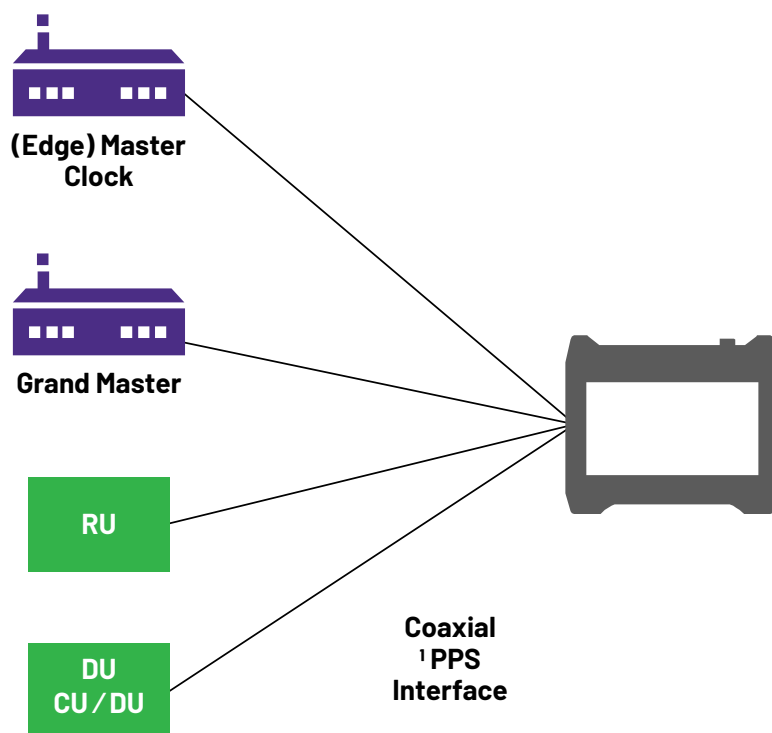 (Edge) Master
Clock
Grand Master
RU
DU
CU/DU
Coaxial
¹ PPS
Interface